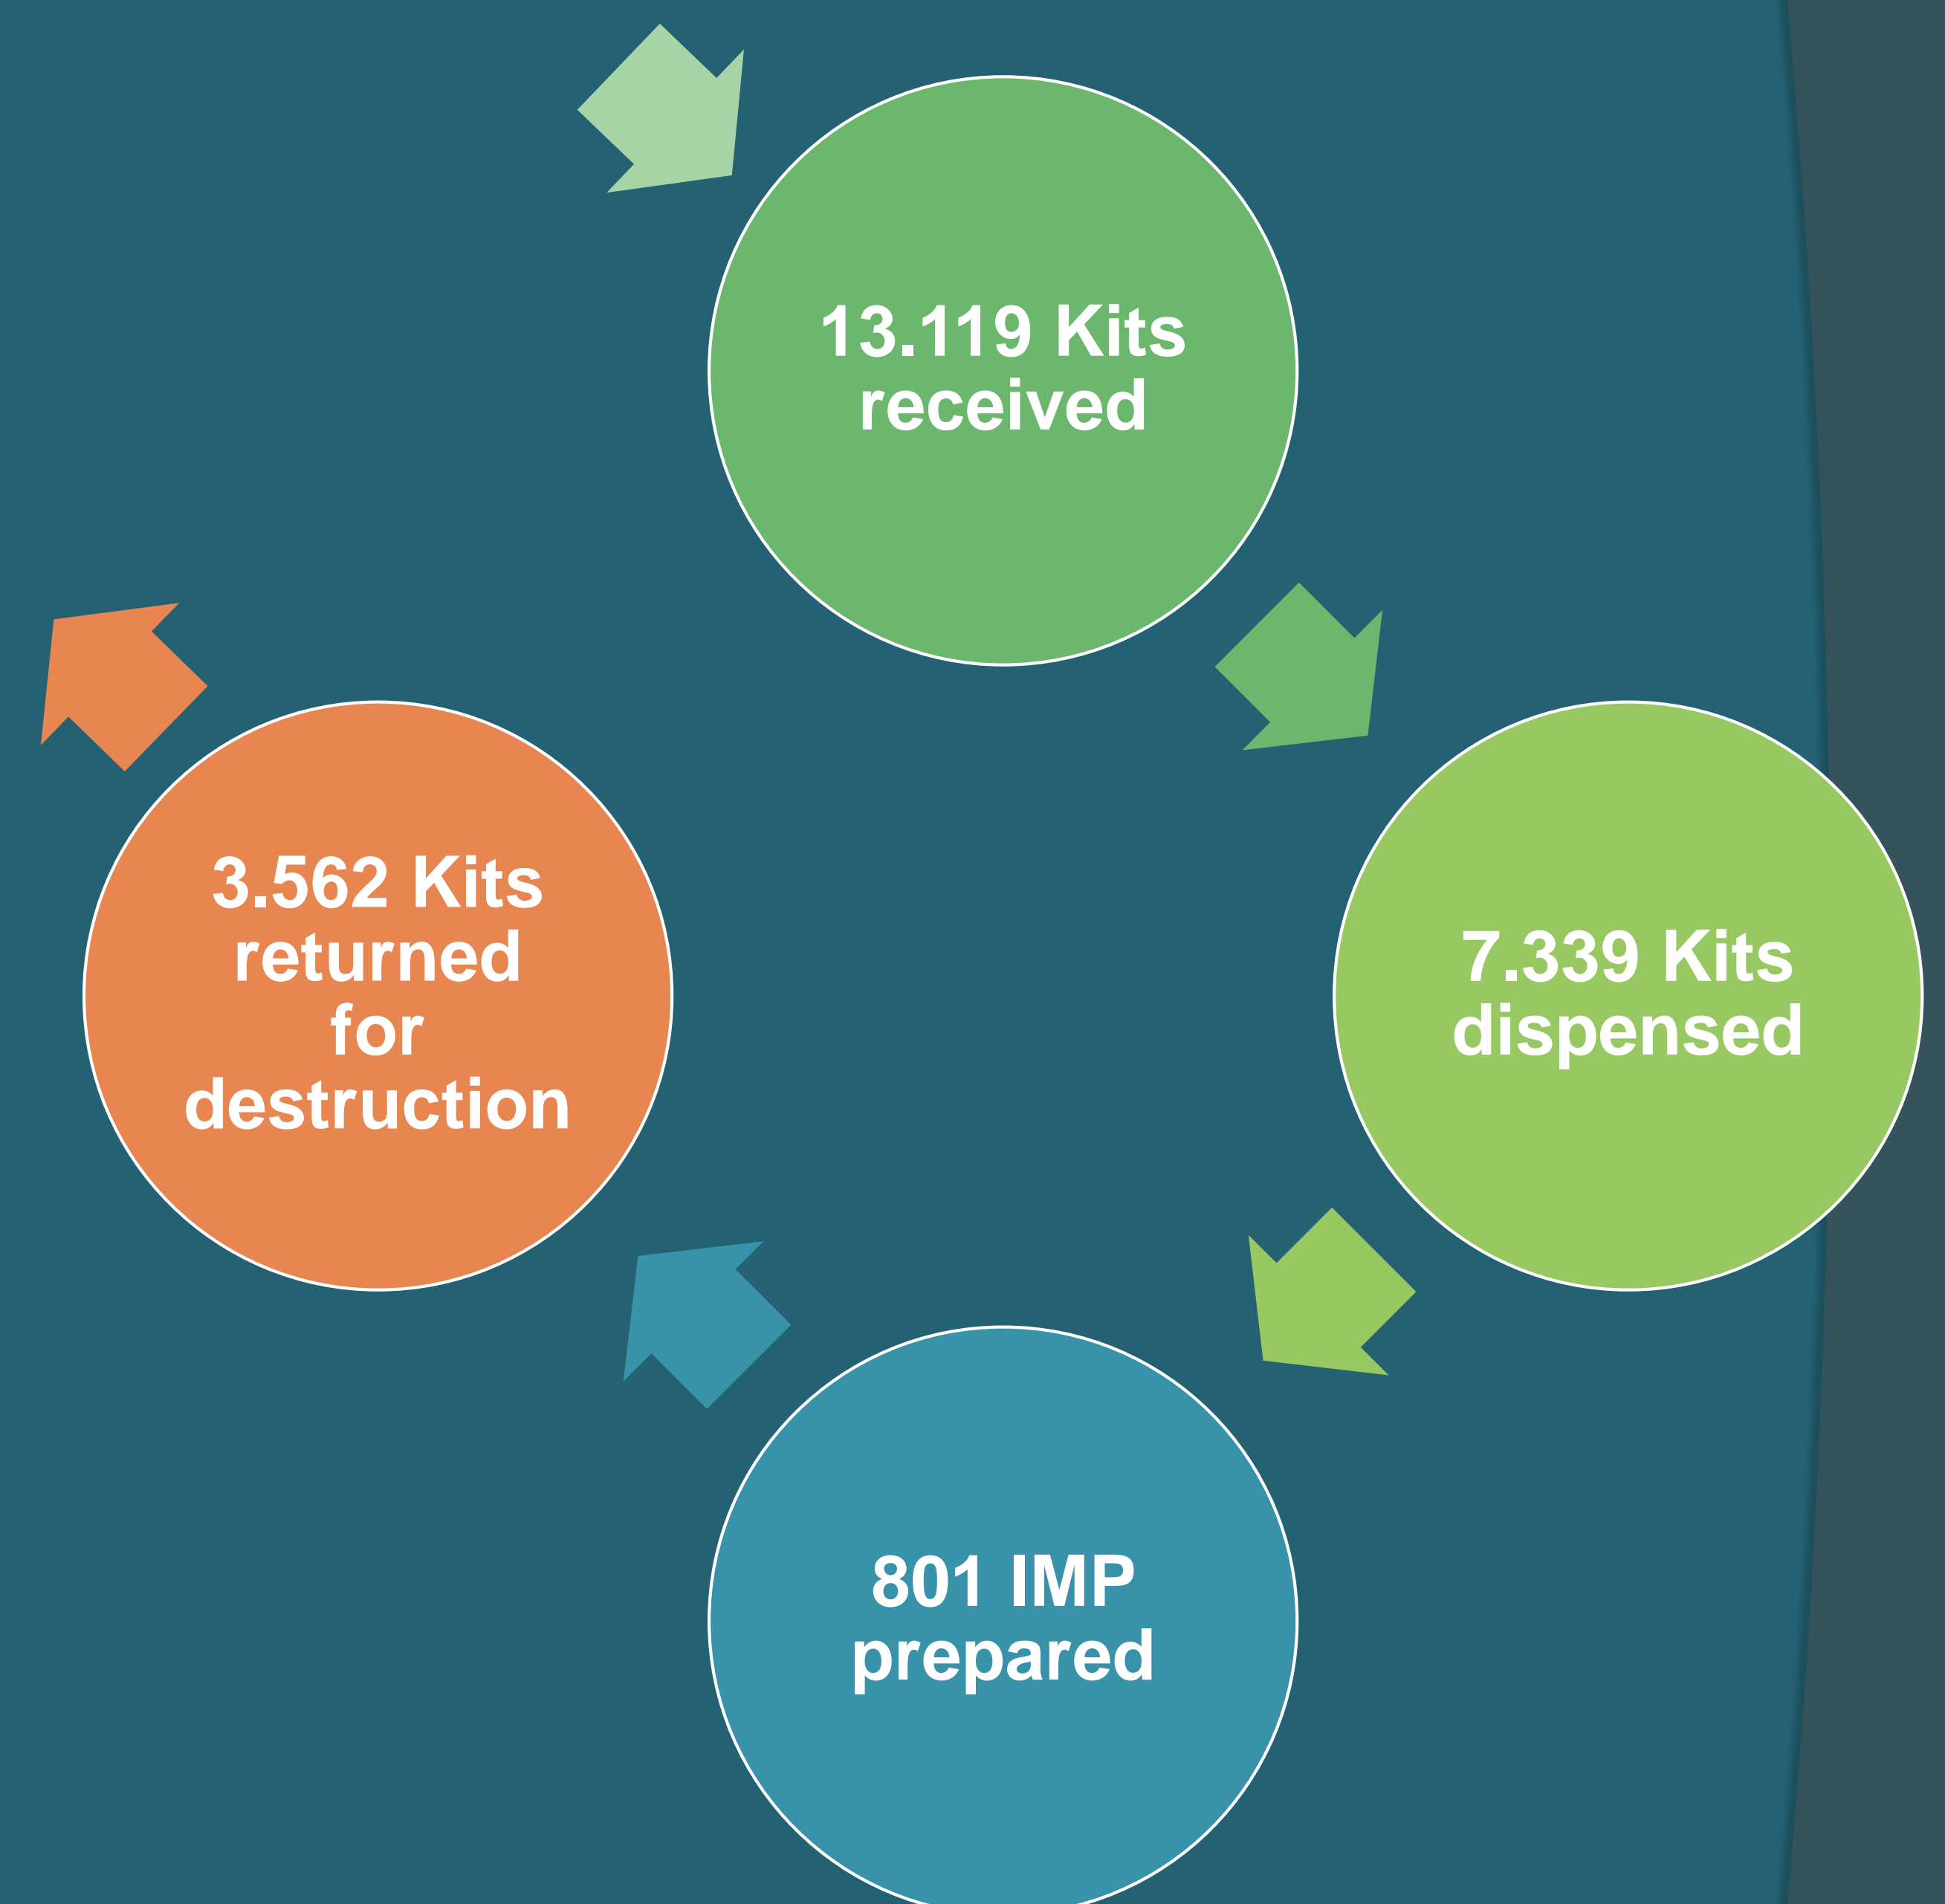 13.119 Kits
received
3.562 Kits
returned
for
destruction
7.339 Kits
dispensed
801 IMP
prepared